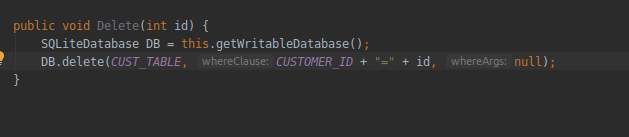 public void Delete(int id) {
SQLiteDatabase DB = this.getWritableDatabase();
DB.delete(CUST_TABLE, whereClause: CUSTOMER_ID + "=" + id, whereArgs: null);
}